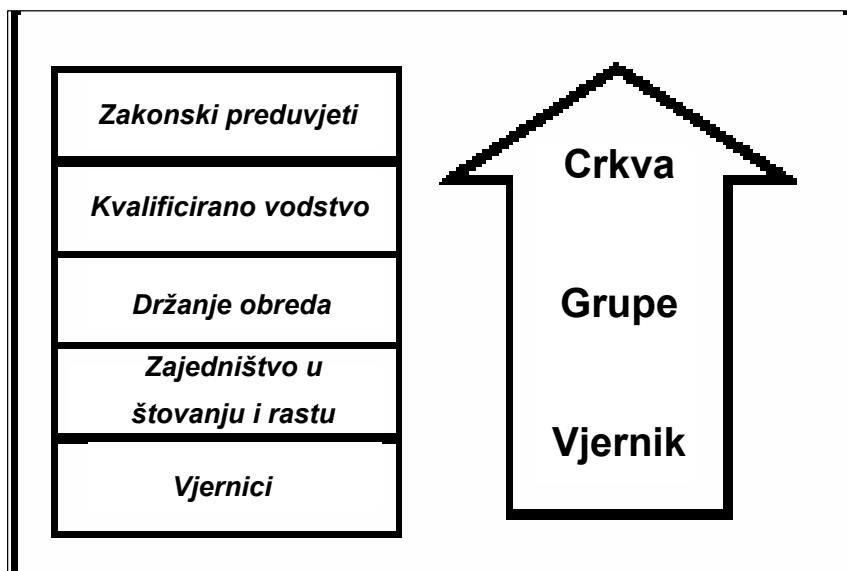 Zakonski preduvjeti
Kvalificirano vodstvo
Držanje obreda
Zajedništvo u
štovanju i rastu
Vjernici
Crkva
Grupe
Vjernik